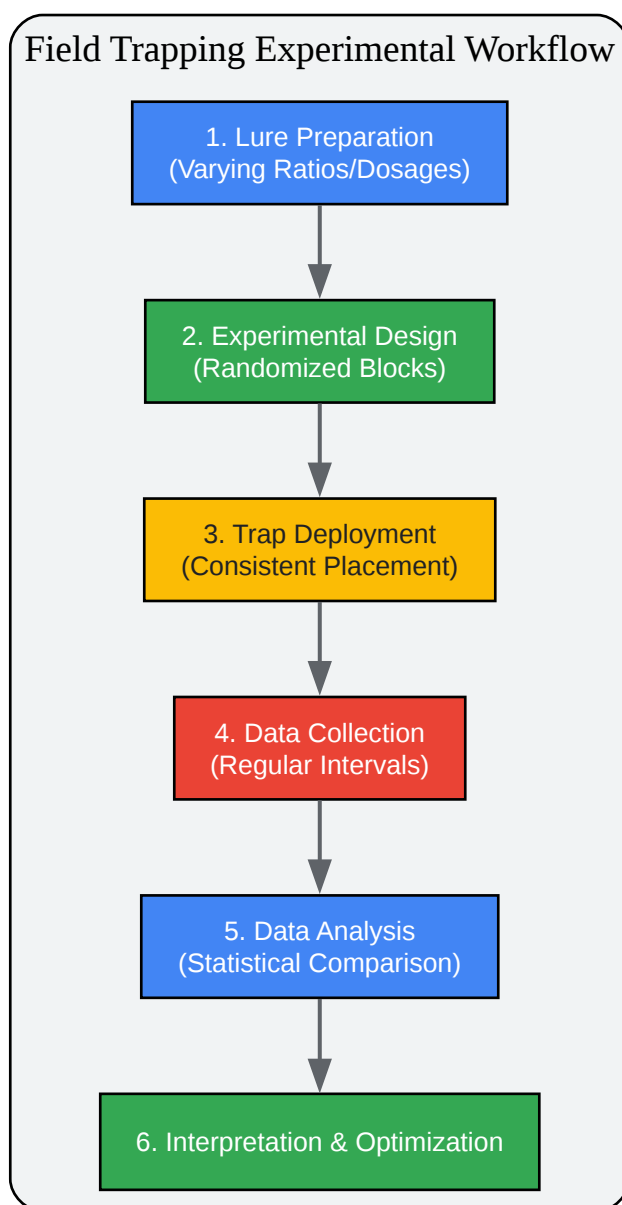 Field Trapping Experimental Workflow
1. Lure Preparation
(Varying Ratios/Dosages)
2. Experimental Design
(Randomized Blocks)
3. Trap Deployment
(Consistent Placement)
4. Data Collection
(Regular Intervals)
5. Data Analysis
(Statistical Comparison)
6. Interpretation & Optimization